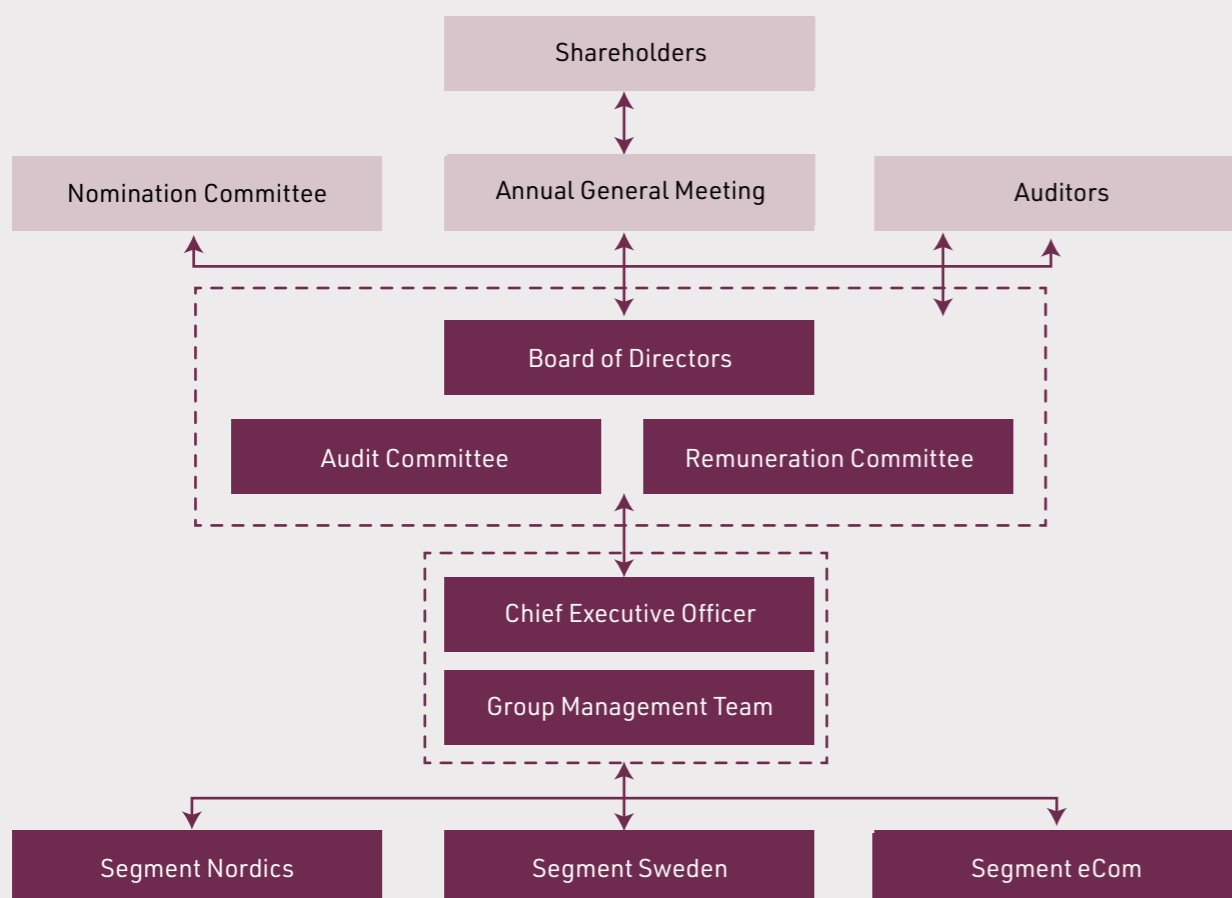 Shareholders
Nomination Committee
Annual General Meeting
Auditors
Board of Directors
Audit Committee
Remuneration Committee
Chief Executive Officer
Group Management Team
Segment Nordics
Segment Sweden
Segment eCom